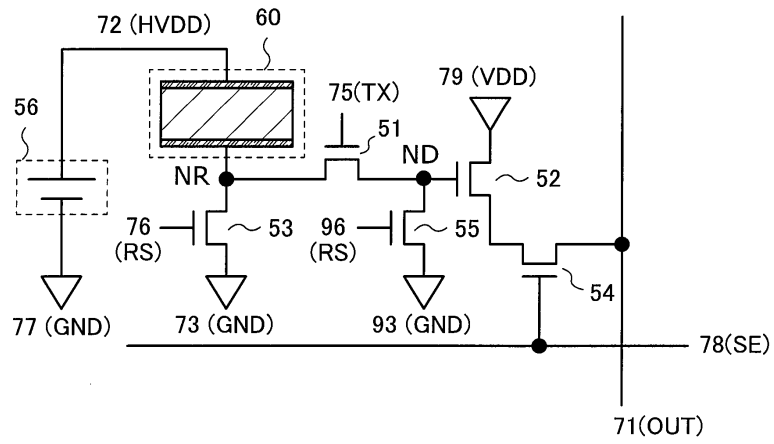 72 (HVDD)
60
79 (VDD)
75(TX)
56
51
ND
NR
52
76
(RS)
53
96
(RS)
55
54
77 (GND)
73 (GND)
93 (GND)
78(SE)
71(OUT)